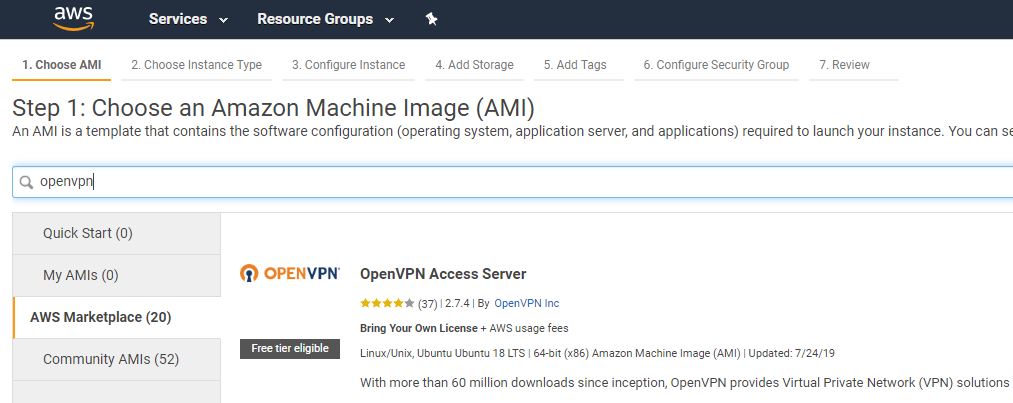 aws
Services
Resource Groups
1. Choose AMI
2. Choose Instance Type
3. Configure Instance
4. Add Storage
5. Add Tags
6. Configure Security Group
7. Review
Step 1: Choose an Amazon Machine Image (AMI)
An AMI is a template that contains the software configuration (operating system, application server, and applications) required to launch your instance. You can se
openvpn
Quick Start (0)
My AMIs (0)
AWS Marketplace (20)
Community AMIs (52)
OPENVPN
Free tier eligible
OpenVPN Access Server
(37) | 2.7.4 | By OpenVPN Inc
Bring Your Own License + AWS usage fees
Linux/Unix, Ubuntu Ubuntu 18 LTS | 64-bit (x86) Amazon Machine Image (AMI) | Updated: 7/24/19
With more than 60 million downloads since inception, OpenVPN provides Virtual Private Network (VPN) solutions